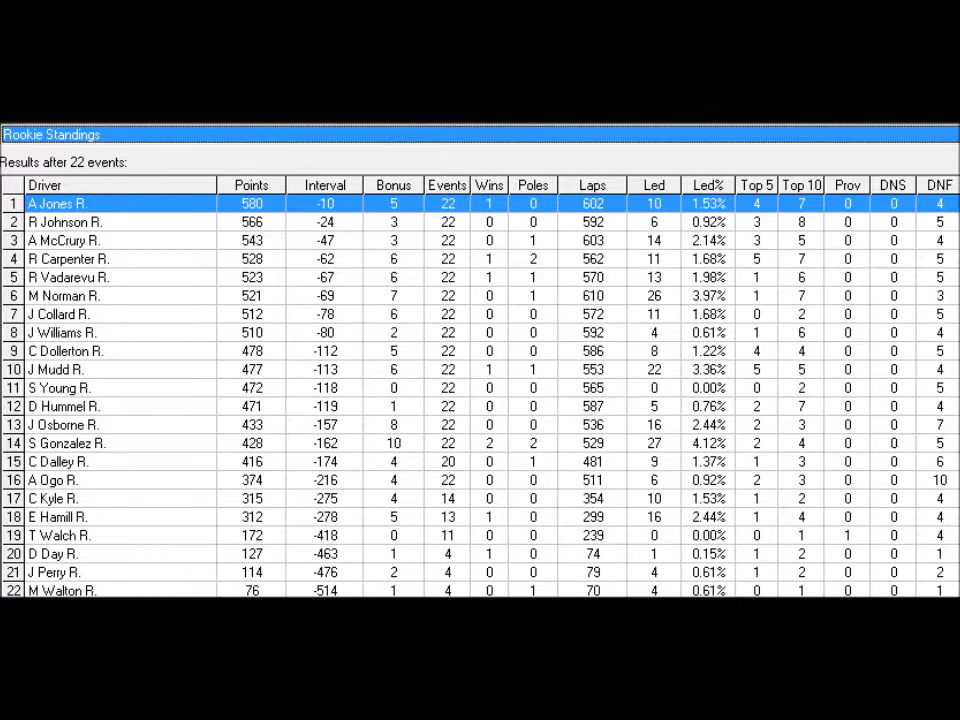 Rookie Standings
Results after 22 events:
Driver Points Interval Bonus Events Wins Poles Laps Led Led% Top 5 Top 10 Prov DNS DNF
1 A Jones R. 580 -10 5 22 1 0 602 10 1.53% 4 7 0 0 4
2 R Johnson R. 566 -24 3 22 0 0 592 6 0.92% 3 8 0 0 5
3 A McCrury R. 543 -47 3 22 0 1 603 14 2.14% 3 5 0 0 4
4 R Carpenter R. 528 -62 6 22 1 2 562 11 1.68% 5 7 0 0 5
5 R Vadarevu R. 523 -67 6 22 1 1 570 13 1.98% 1 6 0 0 5
6 M Norman R. 521 -69 7 22 0 1 610 26 3.97% 1 7 0 0 3
7 J Collard R. 512 -78 6 22 0 0 572 11 1.68% 0 2 0 0 5
8 J Williams R. 510 -80 2 22 0 0 592 4 0.61% 1 6 0 0 4
9 C Dollerton R. 478 -112 5 22 0 0 586 8 1.22% 4 4 0 0 5
10 J Mudd R. 477 -113 6 22 1 1 553 22 3.36% 5 5 0 0 4
11 S Young R. 472 -118 0 22 0 0 565 0 0.00% 0 2 0 0 5
12 D Hummel R. 471 -119 1 22 0 0 587 5 0.76% 2 7 0 0 4
13 J Osborne R. 433 -157 8 22 0 0 536 16 2.44% 2 3 0 0 7
14 S Gonzalez R. 428 -162 10 22 2 2 529 27 4.12% 2 4 0 0 5
15 C Dalley R. 416 -174 4 20 0 1 481 9 1.37% 1 3 0 0 6
16 A Ogo R. 374 -216 4 22 0 0 511 6 0.92% 2 3 0 0 10
17 C Kyle R. 315 -275 4 14 0 0 354 10 1.53% 1 2 0 0 4
18 E Hamill R. 312 -278 5 13 1 0 299 16 2.44% 1 4 0 0 4
19 T Walch R. 172 -418 0 11 0 0 239 0 0.00% 0 1 1 0 4
20 D Day R. 127 -463 1 4 1 0 74 1 0.15% 1 2 0 0 1
21 J Perry R. 114 -476 2 4 0 0 79 4 0.61% 1 2 0 0 2
22 M Walton R. 76 -514 1 4 0 1 70 4 0.61% 0 1 0 0 1